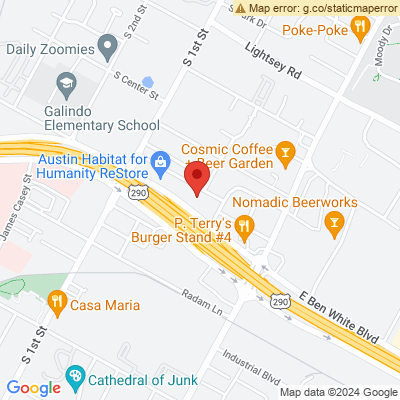 Map error: g.co/staticmaperror
Poke-Poke
Moody Dr
Daily Zoomies
S 2nd St
S 1st St
Lightsey Rd
S Center St
Galindo
Elementary School
Cosmic Coffee
+ Beer Garden
Austin Habitat for
Humanity ReStore
290
James Casey St
Nomadic Beerworks
P. Terry's
Burger Stand #4
290
E Ben White Blvd
Casa Maria
Radam Ln
S 1st St
Industrial Blvd
Cathedral of Junk
Google
Map data ©2024 Google